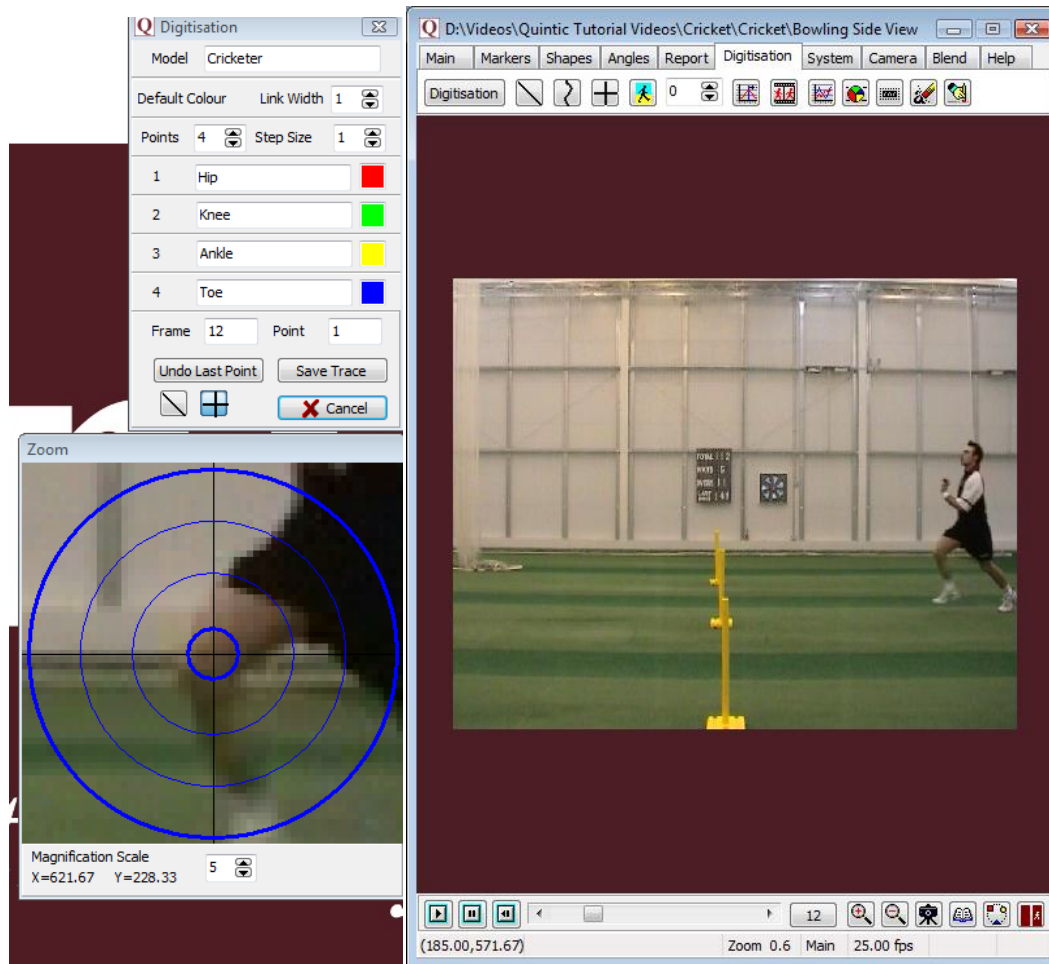 Digitisation
Model Cricketer
Default Colour Link Width 1
Points 4 Step Size 1
1 Hip
2 Knee
3 Ankle
4 Toe
Frame 12 Point 1
Undo Last Point Save Trace
Cancel
Zoom
Magnification Scale
X=621.67 Y=228.33
5
D:\Videos\Quintic Tutorial Videos\Cricket\Cricket\Bowling Side View
Main Markers Shapes Angles Report Digitisation System Camera Blend Help
Digitisation 0
TOTAL 112
12
(185.00,571.67) Zoom 0.6 Main 25.00 fps